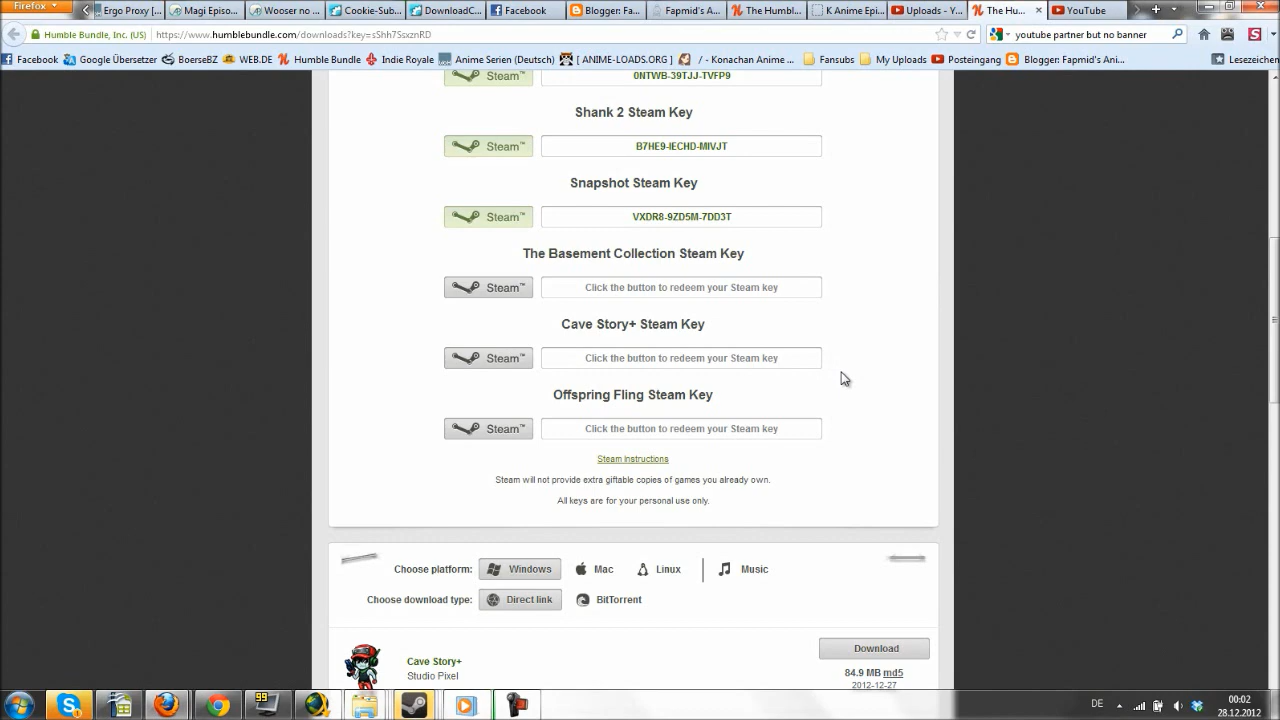 Firefox
Ergo Proxy [...
Magi Episo...
Wooser no ...
Cookie-Sub...
DownloadC...
Facebook
Blogger: Fa...
Fapmid's A...
The Humbl...
K Anime Epi...
Uploads - Y...
The Hu...
YouTube
Humble Bundle, Inc. (US)
https://www.humblebundle.com/downloads?key=sShh7SsxznRD
youtube partner but no banner
Facebook
Google Übersetzer
BoerseBZ
WEB.DE
Humble Bundle
Indie Royale
Anime Serien (Deutsch)
[ ANIME-LOADS.ORG ]
/ - Konachan Anime ...
Fansubs
My Uploads
Posteingang
Blogger: Fapmid's Ani...
Lesezeichen
Steam™
0NTWB-39TJJ-TVFP9
Shank 2 Steam Key
Steam™
B7HE9-IECHD-MIVJT
Snapshot Steam Key
Steam™
VXDR8-9ZD5M-7DD3T
The Basement Collection Steam Key
Steam™
Click the button to redeem your Steam key
Cave Story+ Steam Key
Steam™
Click the button to redeem your Steam key
Offspring Fling Steam Key
Steam™
Click the button to redeem your Steam key
Steam Instructions
Steam will not provide extra giftable copies of games you already own.
All keys are for your personal use only.
Choose platform:
Windows
Mac
Linux
Music
Choose download type:
Direct link
BitTorrent
Cave Story+
Studio Pixel
Download
84.9 MB md5
2012-12-27
99
DE
00:02
28.12.2012